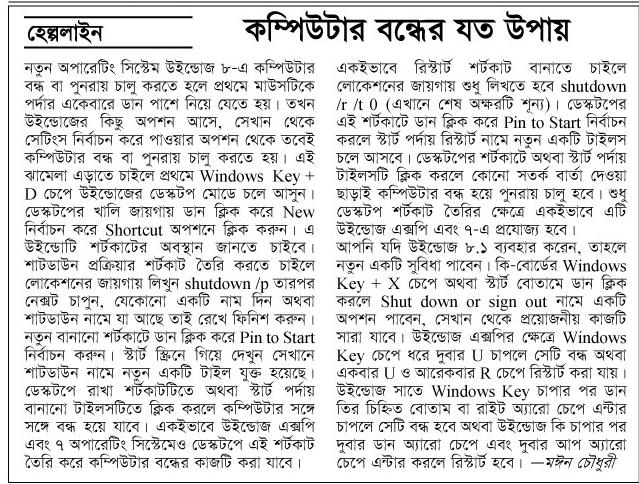 হেল্পলাইন
কম্পিউটার বন্ধের যত উপায়
নতুন অপারেটিং সিস্টেম উইন্ডোজ ৮-এ কম্পিউটার
বন্ধ বা পুনরায় চালু করতে হলে প্রথমে মাউসটিকে
পর্দার একেবারে ডান পাশে নিয়ে যেতে হয়। তখন
উইন্ডোজের কিছু অপশন আসে, সেখান থেকে
সেটিংস নির্বাচন করে পাওয়ার অপশন থেকে তবেই
কম্পিউটার বন্ধ বা পুনরায় চালু করতে হয়। এই
ঝামেলা এড়াতে চাইলে প্রথমে Windows Key +
D চেপে উইন্ডোজের ডেস্কটপ মোডে চলে আসুন।
ডেস্কটপের খালি জায়গায় ডান ক্লিক করে New
নির্বাচন করে Shortcut অপশনে ক্লিক করুন। এ
উইন্ডোটি শর্টকাটের অবস্থান জানতে চাইবে।
শাটডাউন প্রক্রিয়ার শর্টকাট তৈরি করতে চাইলে
লোকেশনের জায়গায় লিখুন shutdown /p তারপর
নেক্সট চাপুন, যেকোনো একটি নাম দিন অথবা
শাটডাউন নামে যা আছে তাই রেখে ফিনিশ করুন।
নতুন বানানো শর্টকাটে ডান ক্লিক করে Pin to Start
নির্বাচন করুন। স্টার্ট স্ক্রিনে গিয়ে দেখুন সেখানে
শাটডাউন নামে নতুন একটি টাইল যুক্ত হয়েছে।
ডেস্কটপে রাখা শর্টকাটটিতে অথবা স্টার্ট পর্দায়
বানানো টাইলসটিতে ক্লিক করলে কম্পিউটার সঙ্গে
সঙ্গে বন্ধ হয়ে যাবে। একইভাবে উইন্ডোজ এক্সপি
এবং ৭ অপারেটিং সিস্টেমেও ডেস্কটপে এই শর্টকাট
তৈরি করে কম্পিউটার বন্ধের কাজটি করা যাবে।
একইভাবে রিস্টার্ট শর্টকাট বানাতে চাইলে
লোকেশনের জায়গায় শুধু লিখতে হবে shutdown
/r /t 0 (এখানে শেষ অক্ষরটি শূন্য)। ডেস্কটপের
এই শর্টকাটে ডান ক্লিক করে Pin to Start নির্বাচন
করলে স্টার্ট পর্দায় রিস্টার্ট নামে নতুন একটি টাইলস
চলে আসবে। ডেস্কটপের শর্টকাটে অথবা স্টার্ট পর্দায়
টাইলসটি ক্লিক করলে কোনো সতর্ক বার্তা দেওয়া
ছাড়াই কম্পিউটার বন্ধ হয়ে পুনরায় চালু হবে। শুধু
ডেস্কটপ শর্টকাট তৈরির ক্ষেত্রে একইভাবে এটি
উইন্ডোজ এক্সপি এবং ৭-এ প্রযোজ্য হবে।
আপনি যদি উইন্ডোজ ৮.১ ব্যবহার করেন, তাহলে
নতুন একটি সুবিধা পাবেন। কি-বোর্ডের Windows
Key + X চেপে অথবা স্টার্ট বোতামে ডান ক্লিক
করলে Shut down or sign out নামে একটি
অপশন পাবেন, সেখান থেকে প্রয়োজনীয় কাজটি
সারা যাবে। উইন্ডোজ এক্সপির ক্ষেত্রে Windows
Key চেপে ধরে দুবার U চাপলে সেটি বন্ধ অথবা
একবার U ও আরেকবার R চেপে রিস্টার্ট করা যায়।
উইন্ডোজ সাতে Windows Key চাপার পর ডান
তির চিহ্নিত বোতাম বা রাইট অ্যারো চেপে এন্টার
চাপলে সেটি বন্ধ হবে অথবা উইন্ডোজ কি চাপার পর
দুবার ডান অ্যারো চেপে এবং দুবার আপ অ্যারো
চেপে এন্টার করলে রিস্টার্ট হবে। —মঈন চৌধুরী